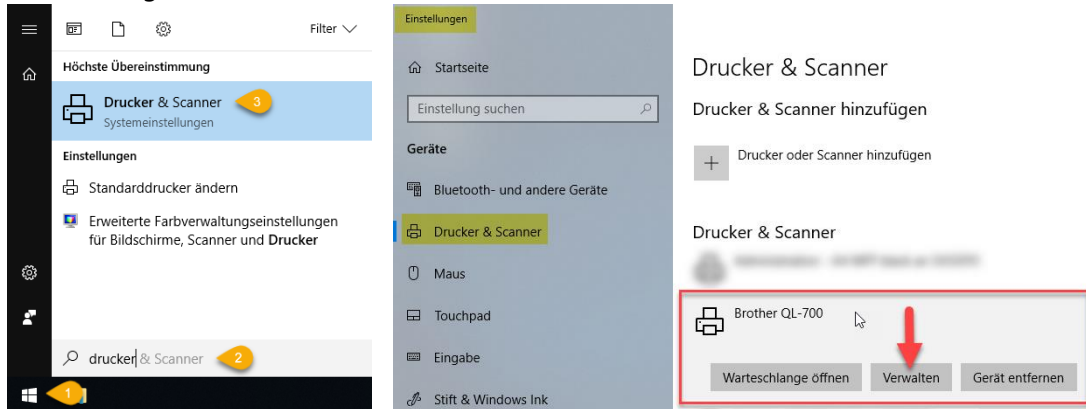 Filter
Höchste Übereinstimmung
Drucker & Scanner
3
Systemeinstellungen
Einstellungen
Standarddrucker ändern
Erweiterte Farbverwaltungseinstellungen
für Bildschirme, Scanner und Drucker
drucker & Scanner
2
1
Einstellungen
Startseite
Einstellung suchen
Geräte
Bluetooth- und andere Geräte
Drucker & Scanner
Maus
Touchpad
Eingabe
Stift & Windows Ink
Drucker & Scanner
Drucker & Scanner hinzufügen
Drucker oder Scanner hinzufügen
Drucker & Scanner
Brother QL-700
Warteschlange öffnen
Verwalten
Gerät entfernen